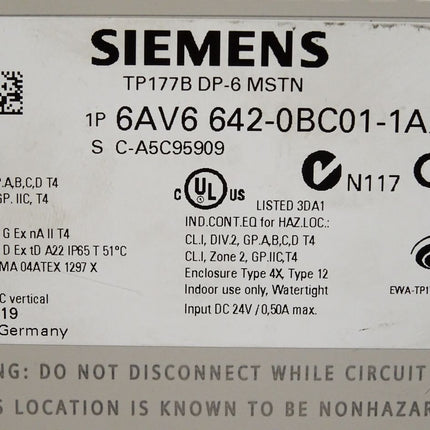 SIEMENS
TP177B DP-6 MSTN
1P 6AV6 642-0BC01-1A
S C-A5C95909
c UL US
N117
LISTED 3DA1
IND.CONT.EQ for HAZ.LOC.:
CL.I, DIV.2, GP.A,B,C,D T4
CL.I, Zone 2, GP.IIC,T4
Enclosure Type 4X, Type 12
Indoor use only, Watertight
Input DC 24V / 0,50A max.
P.A,B,C,D T4
GP. IIC, T4
G Ex nA II T4
D Ex tD A22 IP65 T 51°C
MA 04ATEX 1297 X
C vertical
19
Germany
EWA-TP1
NG: DO NOT DISCONNECT WHILE CIRCUIT
S LOCATION IS KNOWN TO BE NONHAZAR